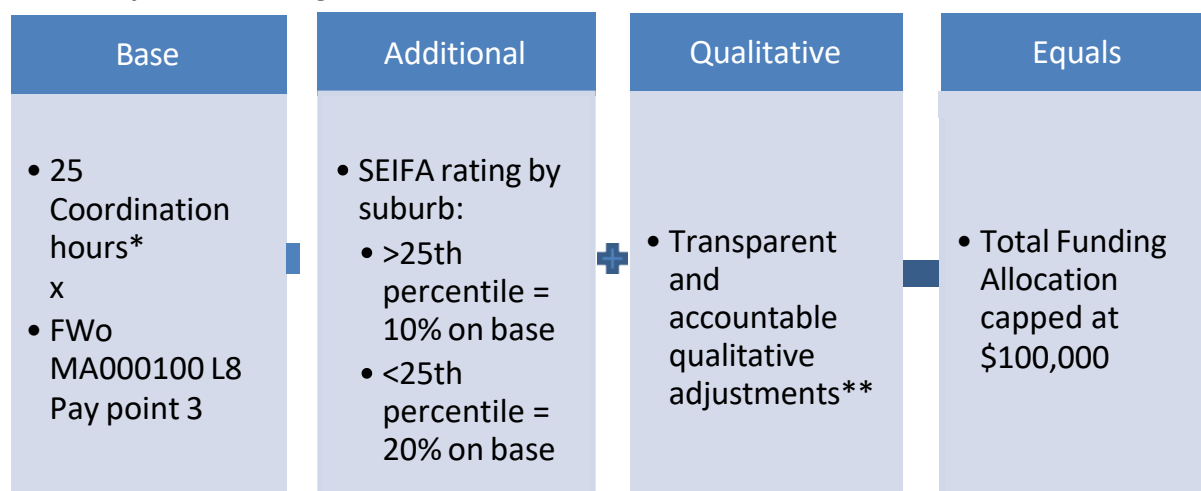 Base
• 25
Coordination
hours*
x
• FWo
MA000100 L8
Pay point 3
Additional
• SEIFA rating by
suburb:
• >25th
percentile =
10% on base
• <25th
percentile =
20% on base
Qualitative
• Transparent
and
accountable
qualitative
adjustments**
Equals
• Total Funding
Allocation
capped at
$100,000